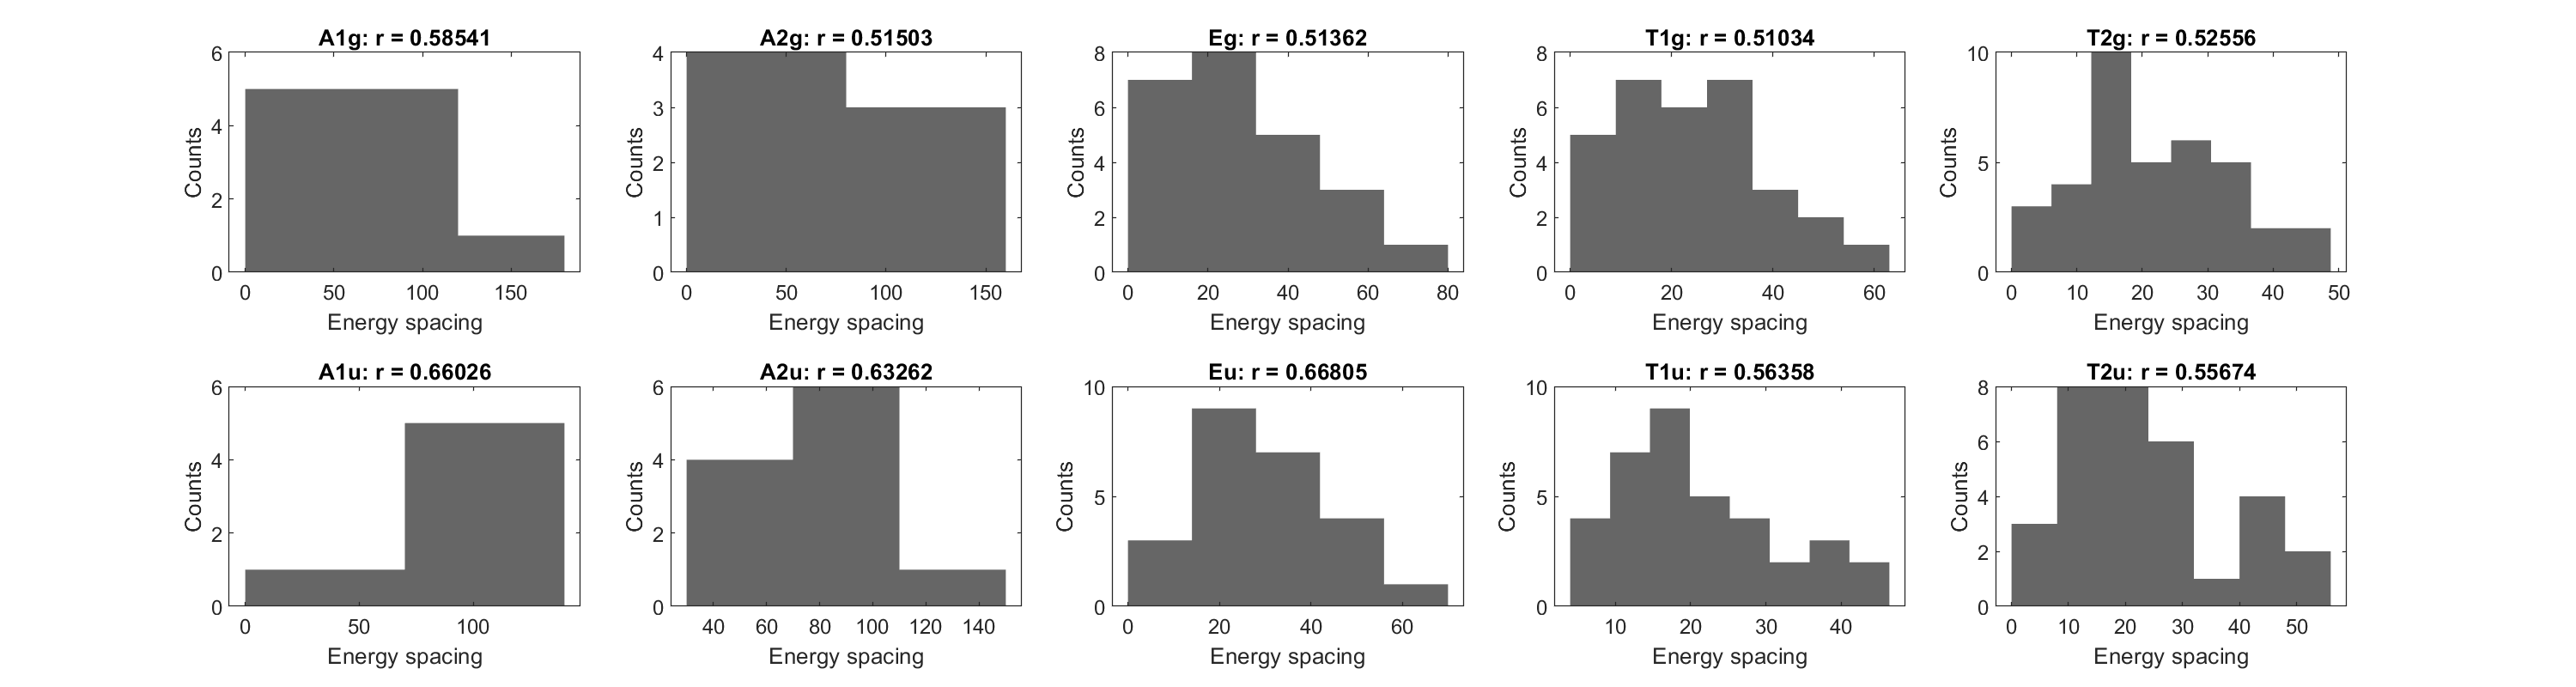 A1g: r = 0.58541
6
4
2
0
Counts
0 50 100 150
Energy spacing
A2g: r = 0.51503
4
3
2
1
0
Counts
0 50 100 150
Energy spacing
Eg: r = 0.51362
8
6
4
2
0
Counts
0 20 40 60 80
Energy spacing
T1g: r = 0.51034
8
6
4
2
0
Counts
0 20 40 60
Energy spacing
T2g: r = 0.52556
10
5
0
Counts
0 10 20 30 40 50
Energy spacing
A1u: r = 0.66026
6
4
2
0
Counts
0 50 100
Energy spacing
A2u: r = 0.63262
6
4
2
0
Counts
40 60 80 100 120 140
Energy spacing
Eu: r = 0.66805
10
5
0
Counts
0 20 40 60
Energy spacing
T1u: r = 0.56358
10
5
0
Counts
10 20 30 40
Energy spacing
T2u: r = 0.55674
8
6
4
2
0
Counts
0 10 20 30 40 50
Energy spacing